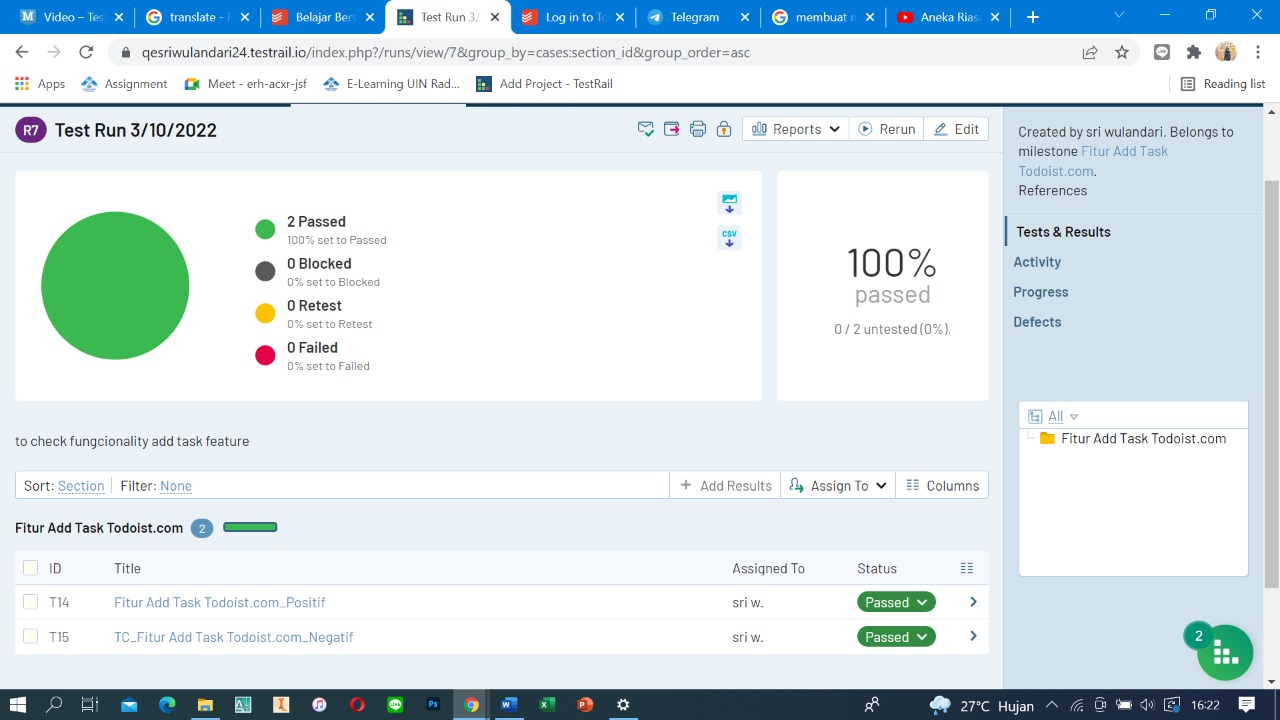 Video – Tes
translate -
Belajar Bers
Test Run 3/
Log in to To
Telegram
membuat
Aneka Rias
qesriwulandari24.testrail.io/index.php?/runs/view/7&group_by=cases:section_id&group_order=asc
Apps
Assignment
Meet - erh-acxr-jsf
E-Learning UIN Rad...
Add Project - TestRail
Reading list
R7 Test Run 3/10/2022
Reports
Rerun
Edit
2 Passed
100% set to Passed
0 Blocked
0% set to Blocked
0 Retest
0% set to Retest
0 Failed
0% set to Failed
CSV
100%
passed
0 / 2 untested (0%).
Created by sri wulandari. Belongs to
milestone Fitur Add Task
Todoist.com.
References
Tests & Results
Activity
Progress
Defects
All
Fitur Add Task Todoist.com
to check fungcionality add task feature
Sort: Section Filter: None
Add Results
Assign To
Columns
Fitur Add Task Todoist.com 2
ID Title Assigned To Status
T14 Fitur Add Task Todoist.com_Positif sri w. Passed
T15 TC_Fitur Add Task Todoist.com_Negatif sri w. Passed
2
27°C Hujan
16:22